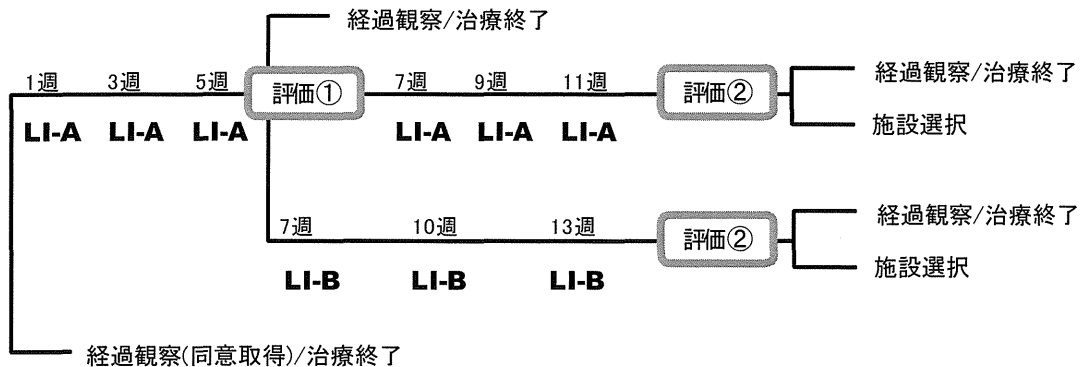 経過観察/治療終了
1週 3週 5週 評価① 7週 9週 11週 評価② 経過観察/治療終了
LI-A LI-A LI-A LI-A LI-A LI-A 施設選択
7週 10週 13週 評価② 経過観察/治療終了
LI-B LI-B LI-B 施設選択
経過観察(同意取得)/治療終了